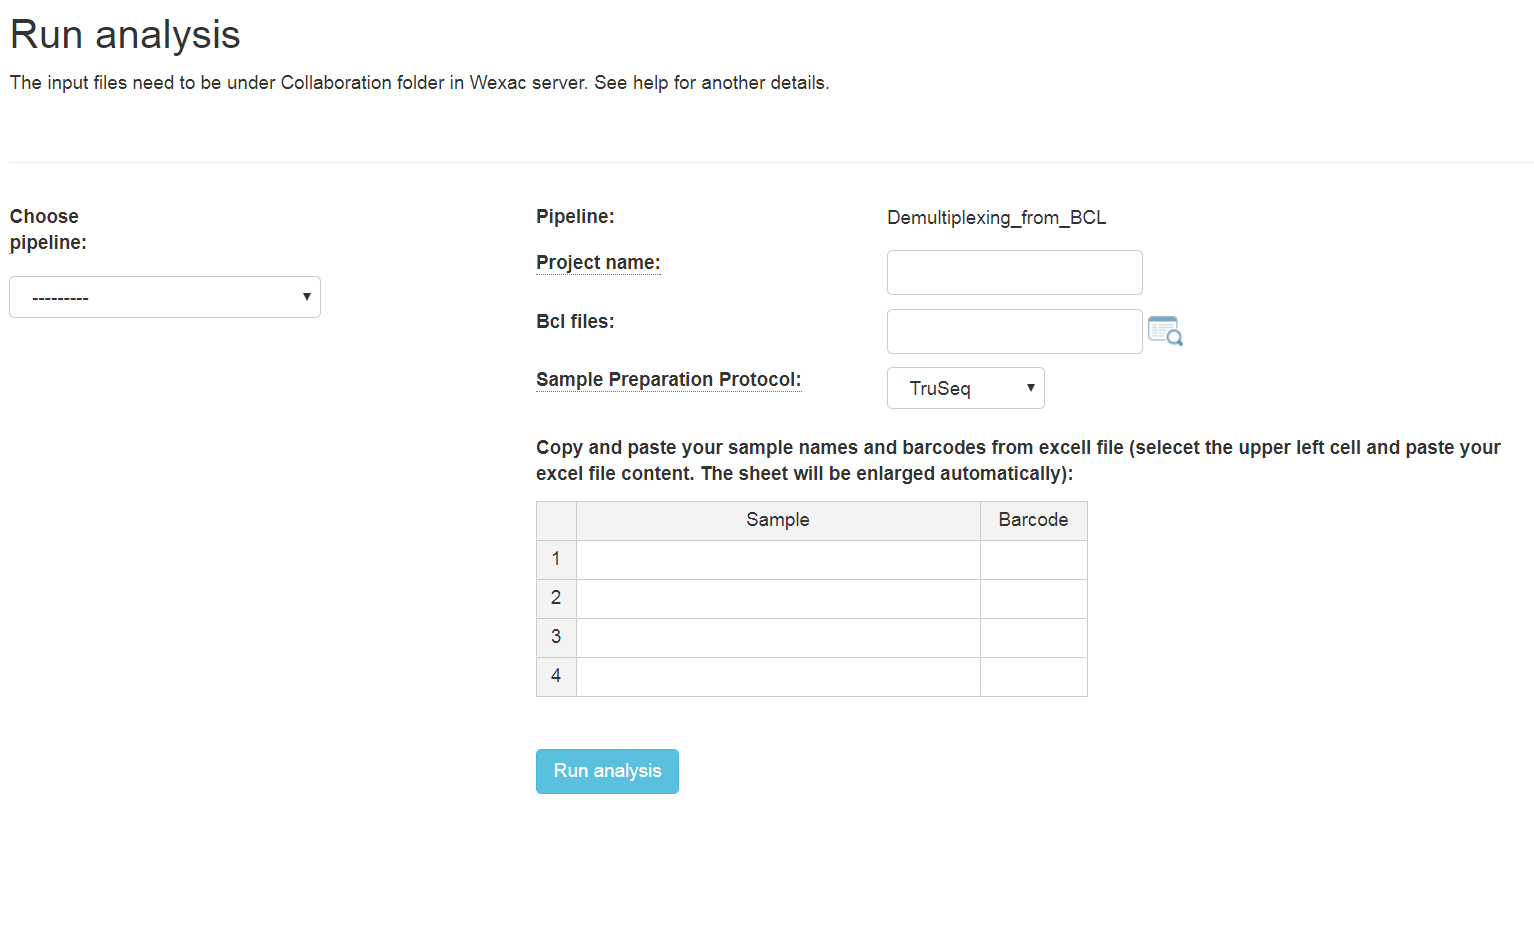 Run analysis
The input files need to be under Collaboration folder in Wexac server. See help for another details.
Choose
pipeline:
---------
Pipeline:
Demultiplexing_from_BCL
Project name:
Bcl files:
Sample Preparation Protocol:
TruSeq
Copy and paste your sample names and barcodes from excell file (selecet the upper left cell and paste your
excel file content. The sheet will be enlarged automatically):
Sample Barcode
1
2
3
4
Run analysis